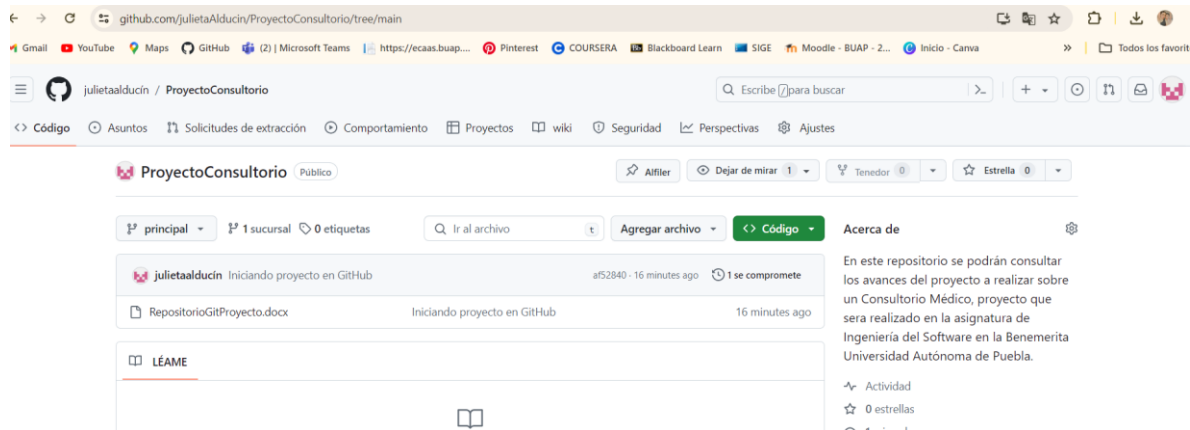 github.com/julietaAlducin/ProyectoConsultorio/tree/main
Gmail YouTube Maps GitHub (2) | Microsoft Teams https://ecaas.buap.... Pinterest COURSERA Blackboard Learn SIGE Moodle - BUAP - 2... Inicio - Canva » Todos los favorit
julietaalducín / ProyectoConsultorio Escribe / para buscar
Código Asuntos Solicitudes de extracción Comportamiento Proyectos wiki Seguridad Perspectivas Ajustes
ProyectoConsultorio Público Alfiler Dejar de mirar 1 Tenedor 0 Estrella 0
principal 1 sucursal 0 etiquetas Ir al archivo t Agregar archivo <> Código
julietaalducín Iniciando proyecto en GitHub af52840 · 16 minutes ago 1 se compromete
RepositorioGitProyecto.docx Iniciando proyecto en GitHub 16 minutes ago
LÉAME
Acerca de
En este repositorio se podrán consultar
los avances del proyecto a realizar sobre
un Consultorio Médico, proyecto que
sera realizado en la asignatura de
Ingeniería del Software en la Benemerita
Universidad Autónoma de Puebla.
Actividad
0 estrellas